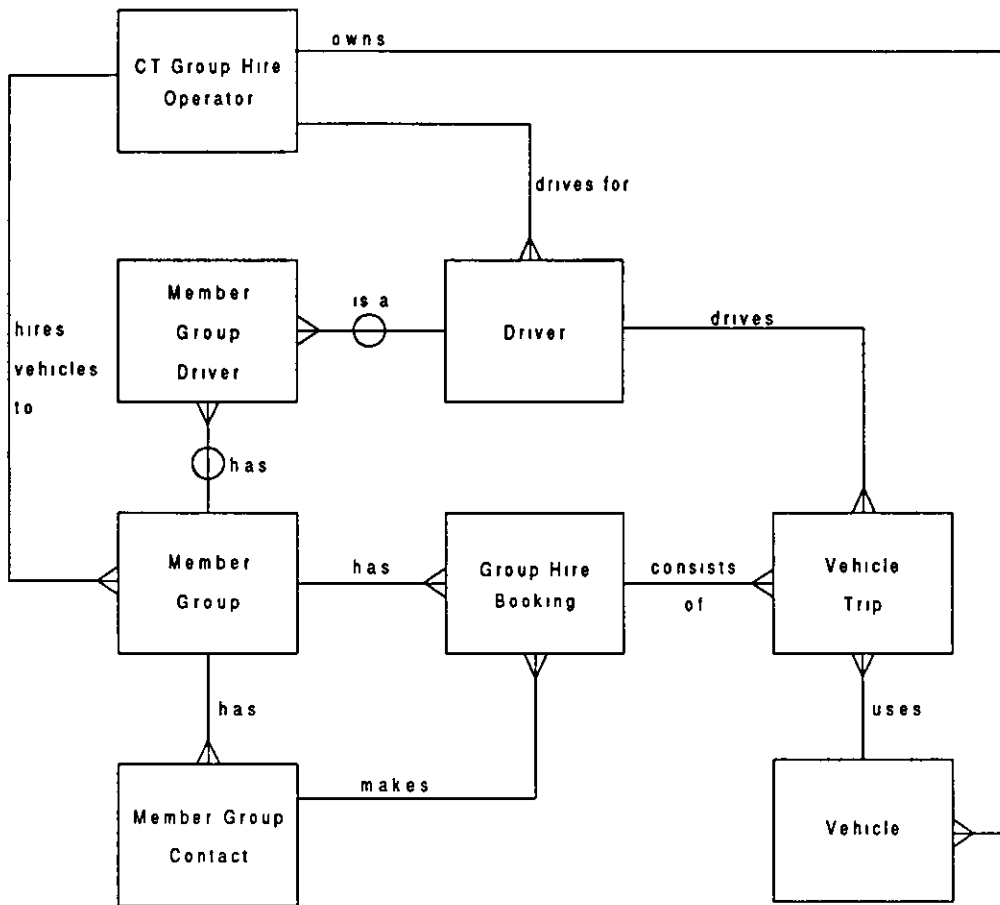 owns
CT Group Hire
Operator
drives for
hires
vehicles
to
Member
Group
Driver
is a
Driver
drives
has
Member
Group
has
Group Hire
Booking
consists
of
Vehicle
Trip
has
uses
makes
Member Group
Contact
Vehicle